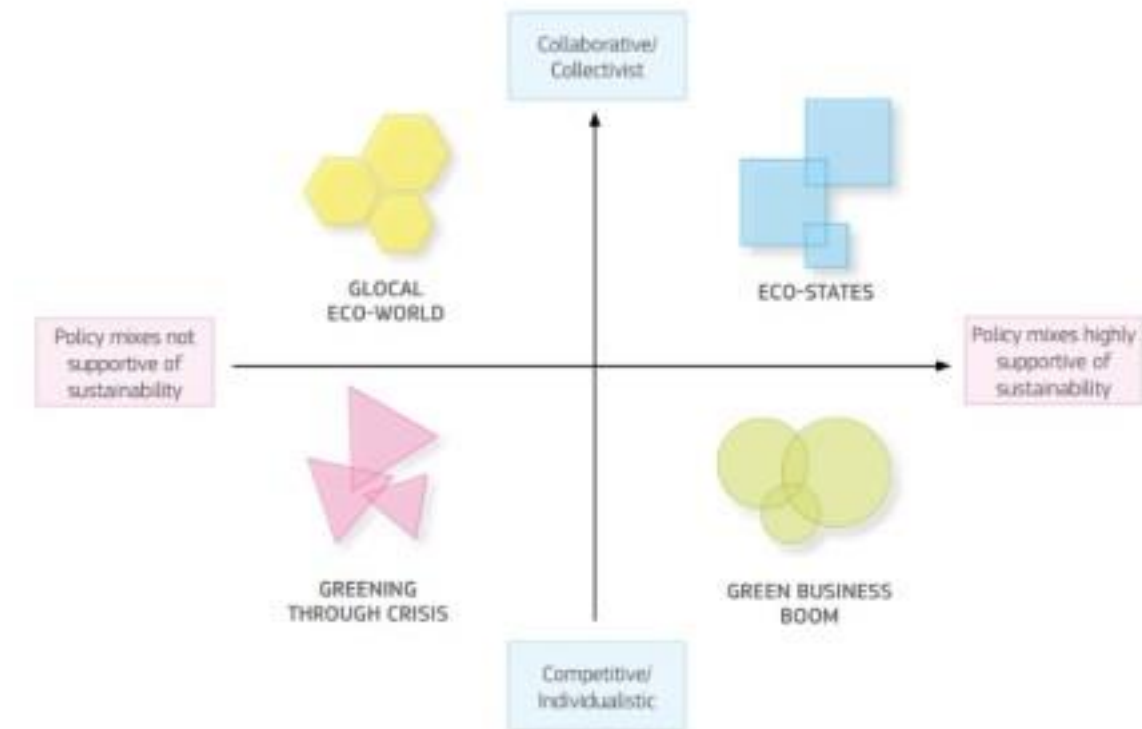 Collaborative/
Collectivist
GLOCAL
ECO-WORLD
ECO-STATES
Policy mixes not
supportive of
sustainability
Policy mixes highly
supportive of
sustainability
GREENING
THROUGH CRISIS
GREEN BUSINESS
BOOM
Competitive/
Individualistic